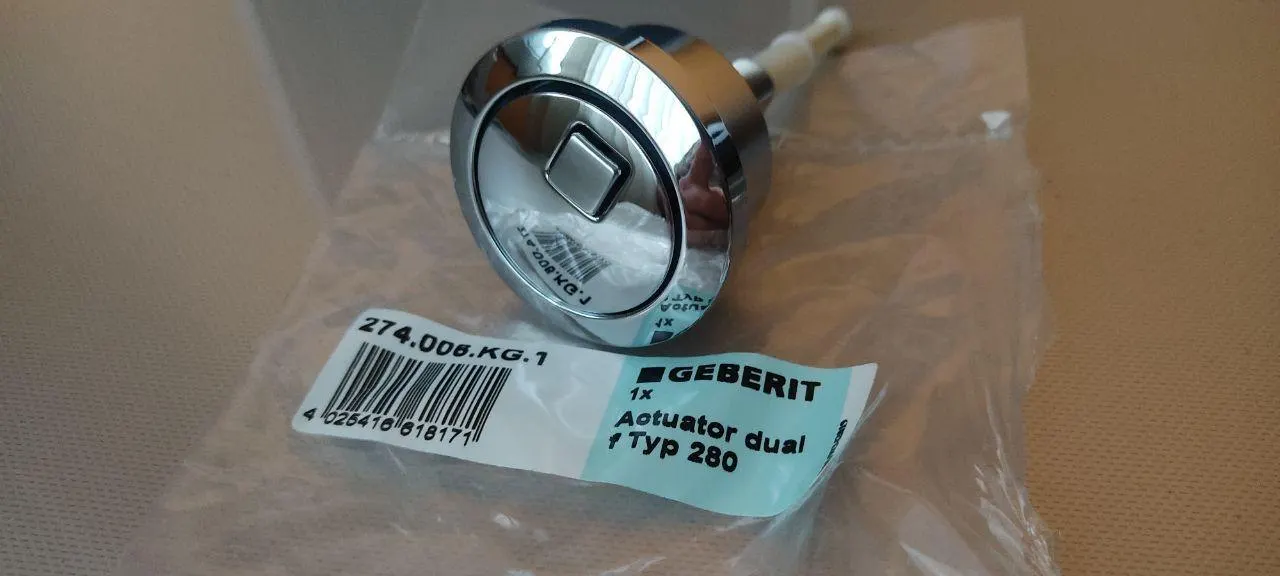 274.006.KG.1
4 025416 618171
GEBERIT
1x
Actuator dual
f Typ 280